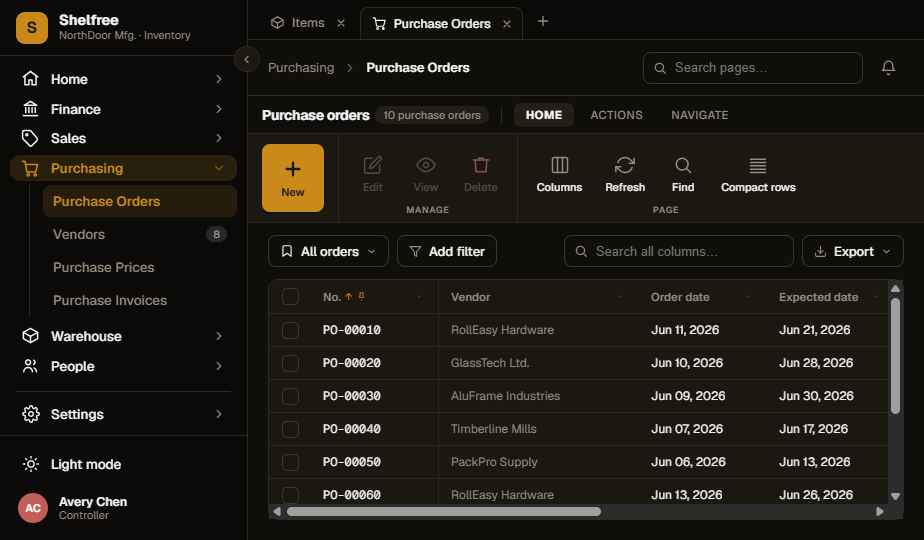 S
Shelfree
NorthDoor Mfg. · Inventory
Home
Finance
Sales
Purchasing
Purchase Orders
Vendors 8
Purchase Prices
Purchase Invoices
Warehouse
People
Settings
Light mode
AC
Avery Chen
Controller
Items
Purchase Orders
Purchasing
Purchase Orders
Search pages...
Purchase orders 10 purchase orders HOME ACTIONS NAVIGATE
New
Edit View Delete
MANAGE
Columns Refresh Find Compact rows
PAGE
All orders Add filter Search all columns... Export
No. Vendor Order date Expected date
PO-00010 RollEasy Hardware Jun 11, 2026 Jun 21, 2026
PO-00020 GlassTech Ltd. Jun 10, 2026 Jun 28, 2026
PO-00030 AluFrame Industries Jun 09, 2026 Jun 30, 2026
PO-00040 Timberline Mills Jun 07, 2026 Jun 17, 2026
PO-00050 PackPro Supply Jun 06, 2026 Jun 13, 2026
PO-00060 RollEasy Hardware Jun 13, 2026 Jun 26, 2026